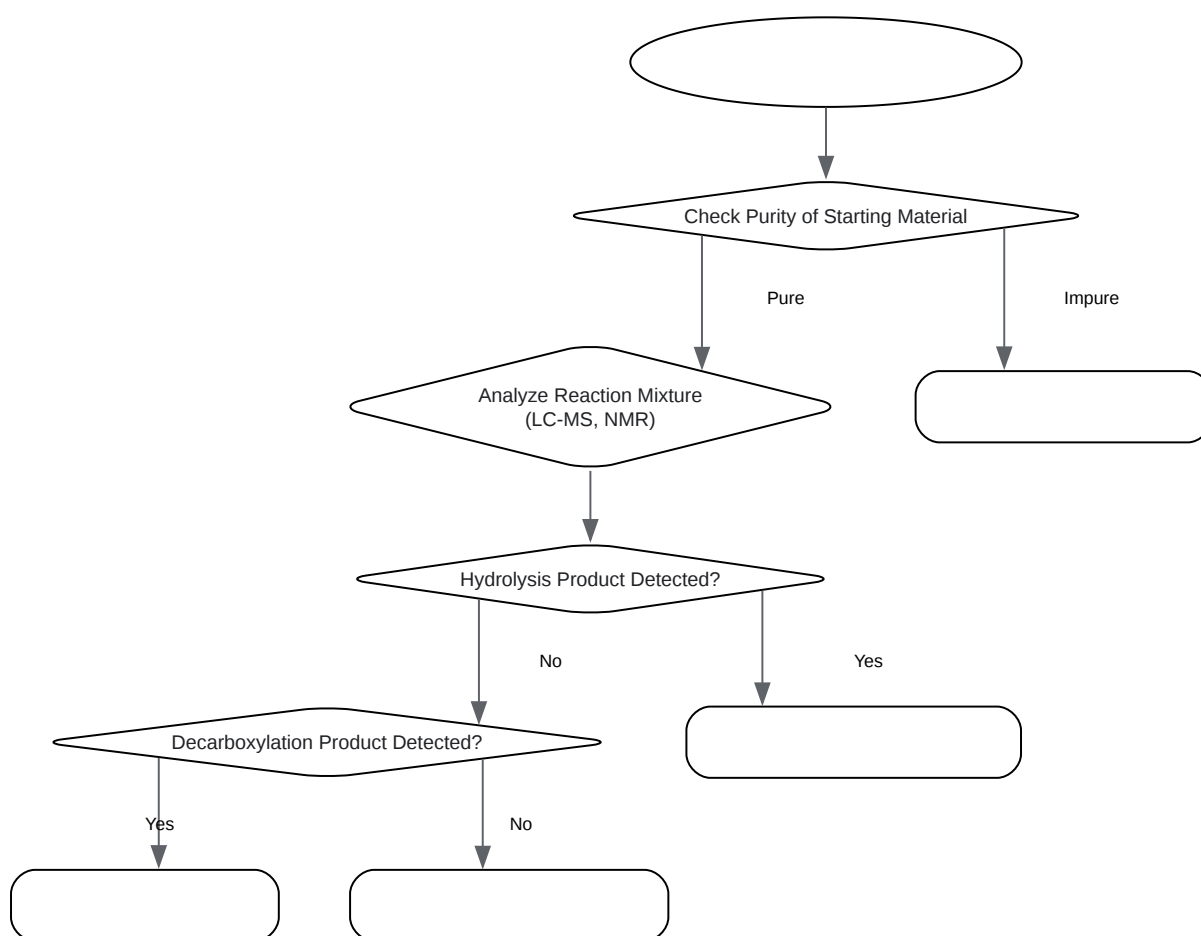 Check Purity of Starting Material
Pure
Impure
Analyze Reaction Mixture
(LC-MS, NMR)
Hydrolysis Product Detected?
No
Yes
Decarboxylation Product Detected?
Yes
No